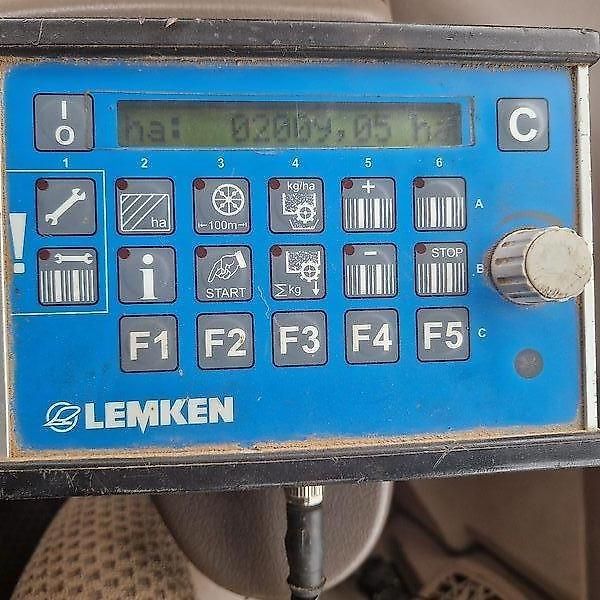 I
O
ha: 02009,05 ha
C
1 2 3 4 5 6
ha
100m
kg/ha
+
A
!
i
START
Σkg
-
STOP
B
F1 F2 F3 F4 F5
C
LEMKEN